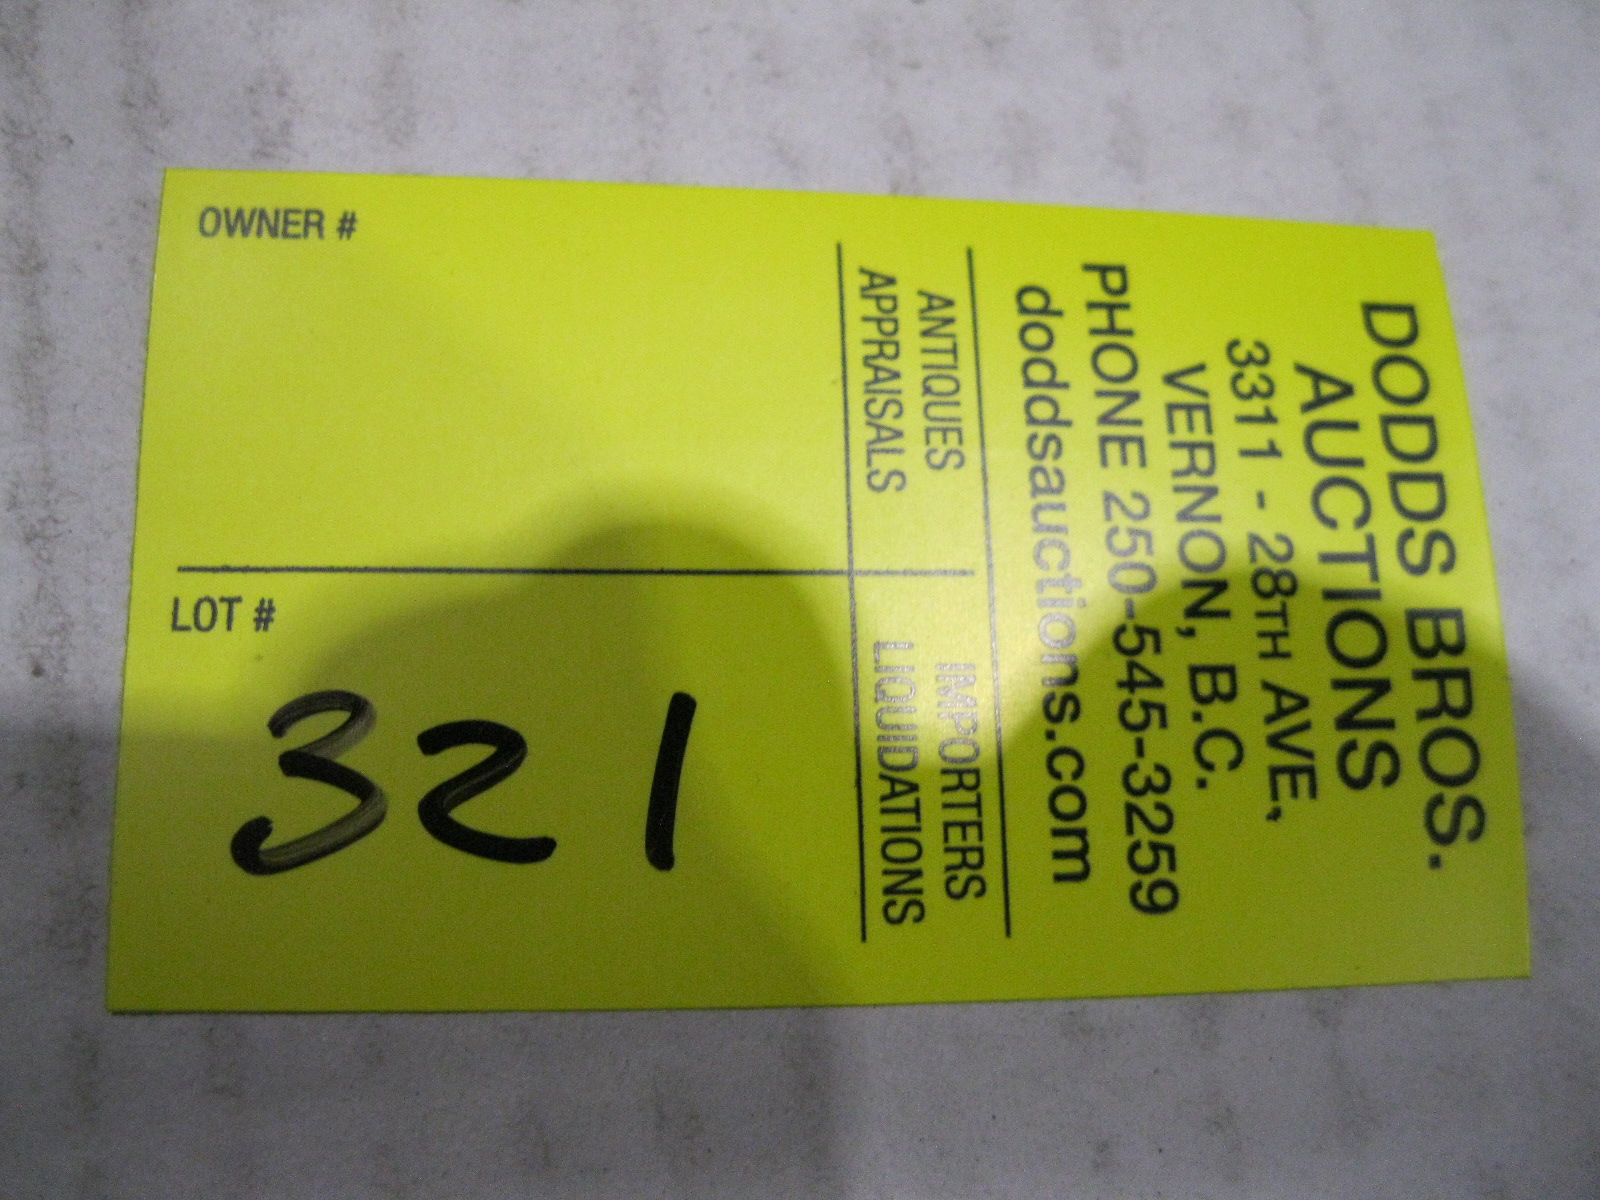 DODDS BROS.
AUCTIONS
3311 - 28TH AVE,
VERNON, B.C.
PHONE 250-545-3259
doddsauctions.com
ANTIQUES IMPORTERS
APPRAISALS LIQUIDATIONS
OWNER #
LOT #
321